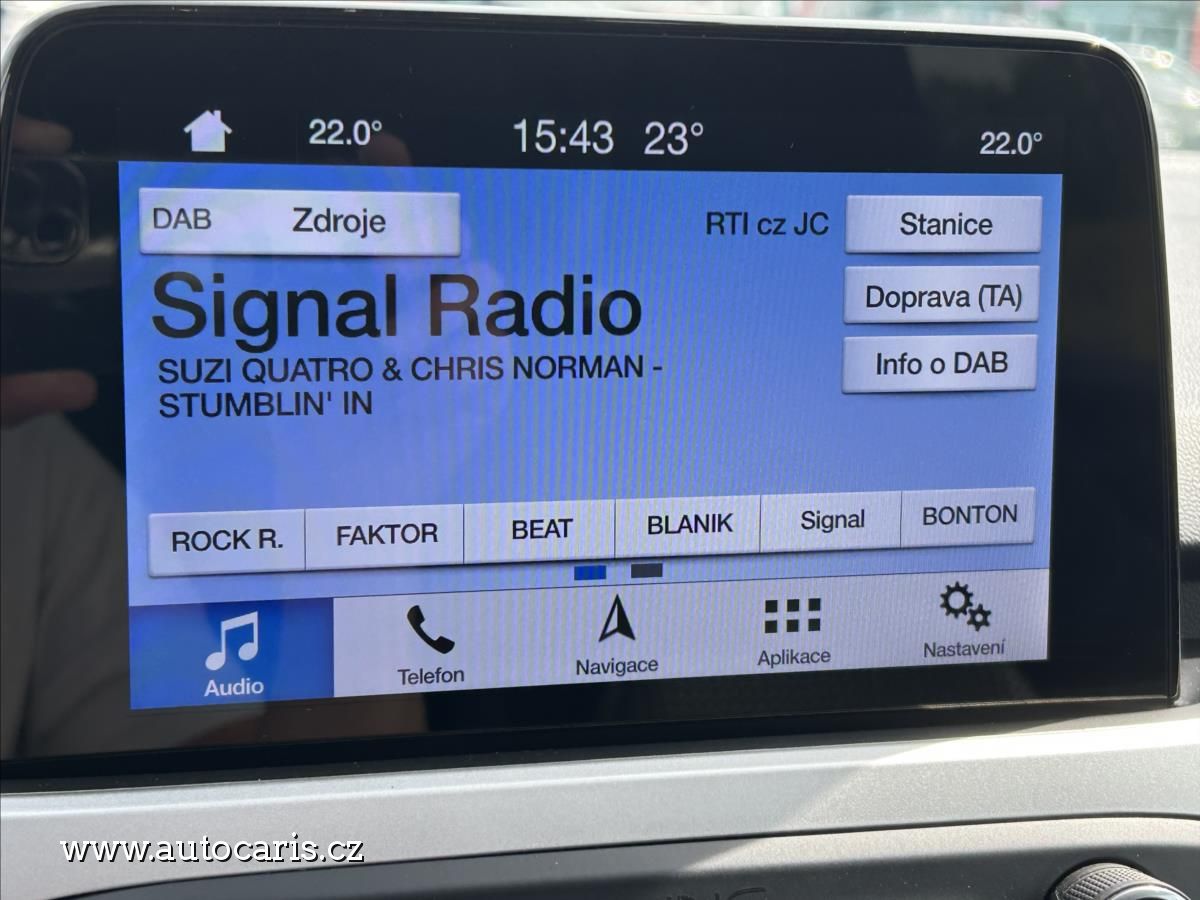 22.0° 15:43 23° 22.0°
DAB Zdroje RTI cz JC Stanice
Signal Radio
Doprava (TA)
SUZI QUATRO & CHRIS NORMAN -
STUMBLIN' IN
Info o DAB
ROCK R. FAKTOR BEAT BLANIK Signal BONTON
Audio Telefon Navigace Aplikace Nastavení
www.autocaris.cz